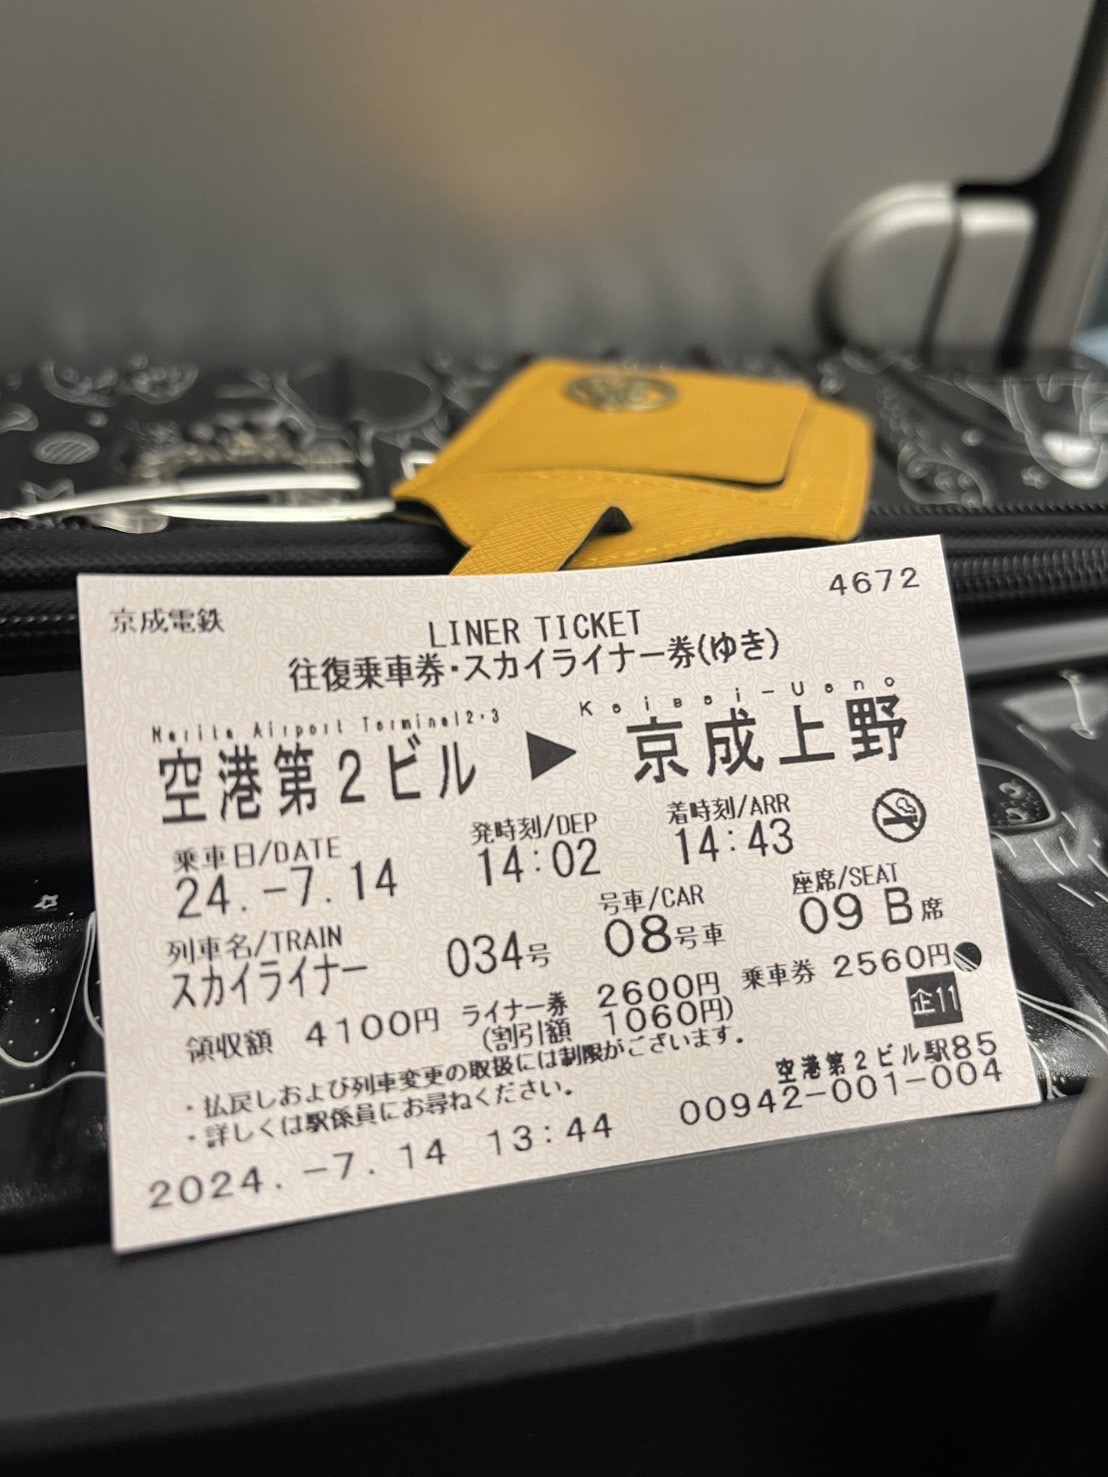 4672
京成電鉄
LINER TICKET
往復乗車券・スカイライナー券(ゆき)
Narita Airport Terminal2・3 Keisei-Ueno
空港第2ビル ▶ 京成上野
乗車日/DATE 発時刻/DEP 着時刻/ARR
24.-7.14 14:02 14:43
列車名/TRAIN 号車/CAR 座席/SEAT
スカイライナー 034号 08号車 09 B席
領収額 4100円 ライナー券 2600円 乗車券 2560円
(割引額 1060円) 企11
・払戻しおよび列車変更の取扱には制限がございます。
・詳しくは駅係員にお尋ねください。
空港第2ビル駅85
2024.-7.14 13:44 00942-001-004